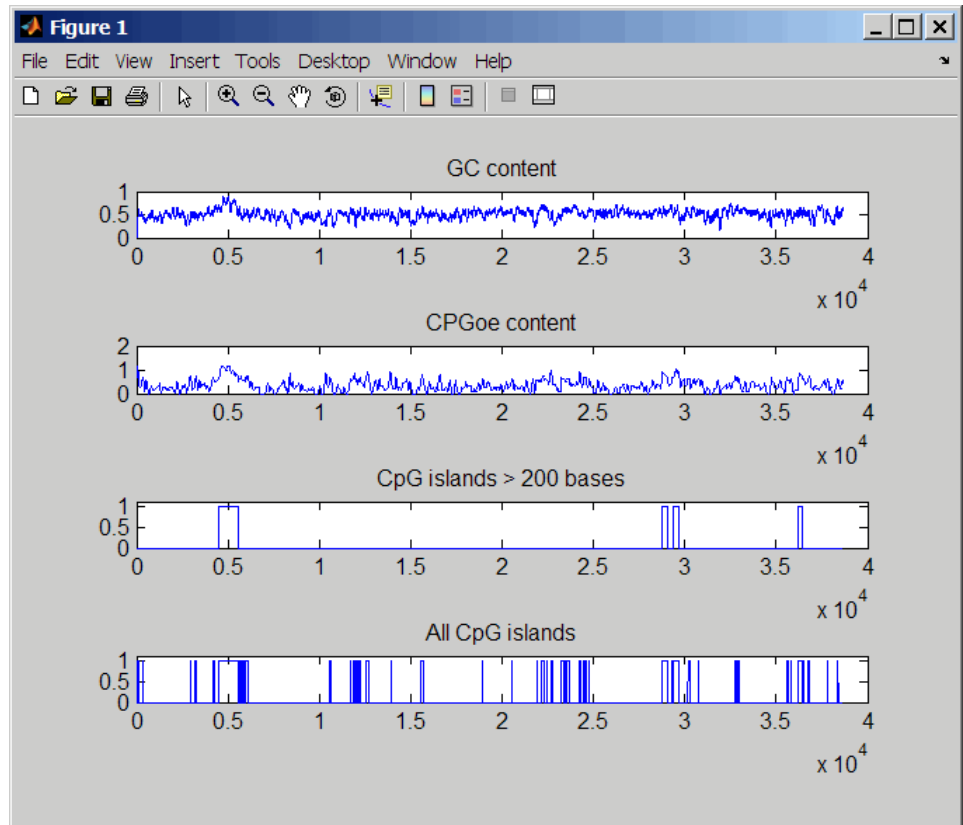 Figure 1
File Edit View Insert Tools Desktop Window Help
GC content
1
0.5
0
0 0.5 1 1.5 2 2.5 3 3.5 4
x 10^4
CPGoe content
2
1
0
0 0.5 1 1.5 2 2.5 3 3.5 4
x 10^4
CpG islands > 200 bases
1
0.5
0
0 0.5 1 1.5 2 2.5 3 3.5 4
x 10^4
All CpG islands
1
0.5
0
0 0.5 1 1.5 2 2.5 3 3.5 4
x 10^4